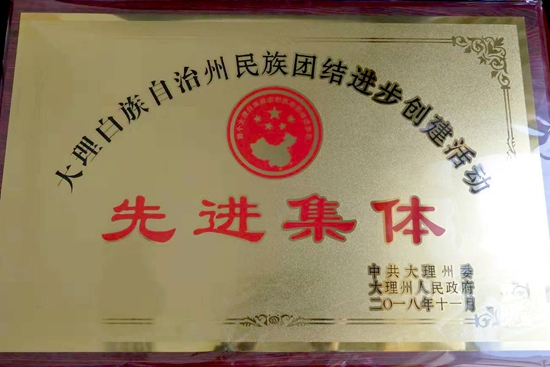 大理白族自治州民族团结进步创建活动
先进集体
中共大理州委
大理州人民政府
二〇一八年十一月